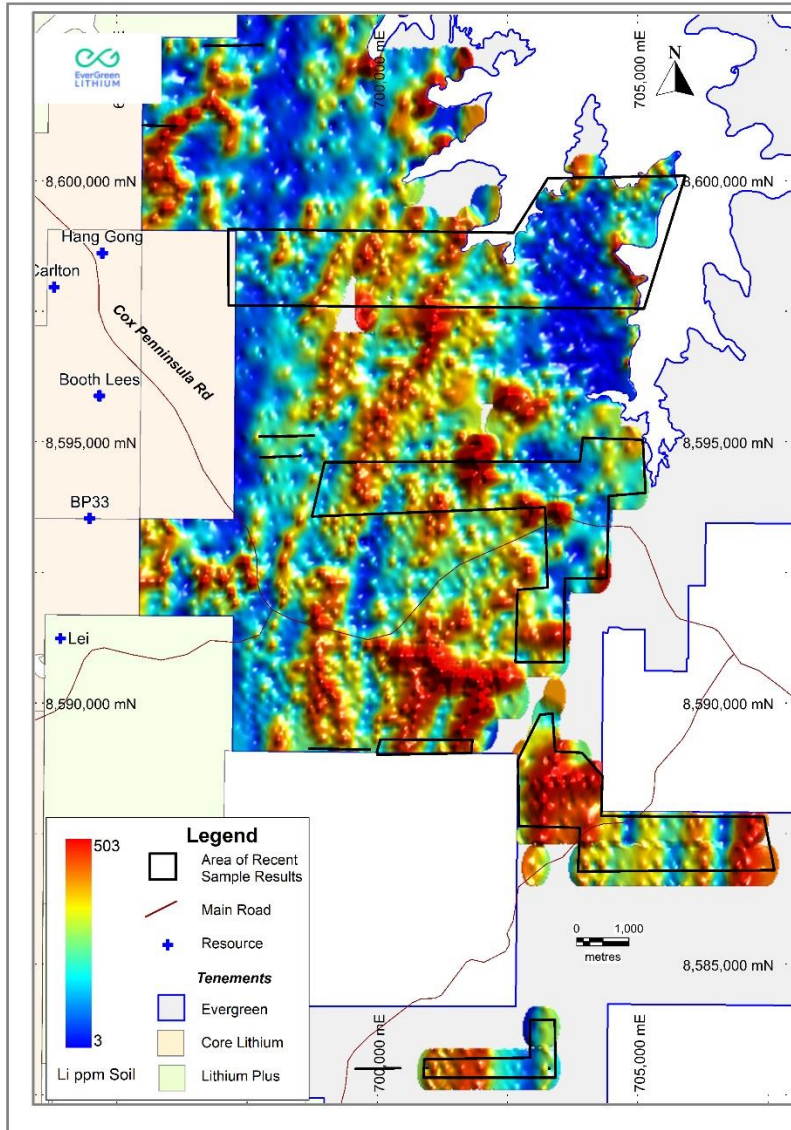 EverGreen
LITHIUM
700,000 mE
705,000 mE
N
8,600,000 mN
8,600,000 mN
Hang Gong
Carlton
Cox Penninsula Rd
Booth Lees
8,595,000 mN
8,595,000 mN
BP33
Lei
8,590,000 mN
8,590,000 mN
Legend
503
3
Li ppm Soil
Area of Recent
Sample Results
Main Road
Resource
Tenements
Evergreen
Core Lithium
Lithium Plus
0 1,000
metres
8,585,000 mN
700,000 mE
705,000 mE